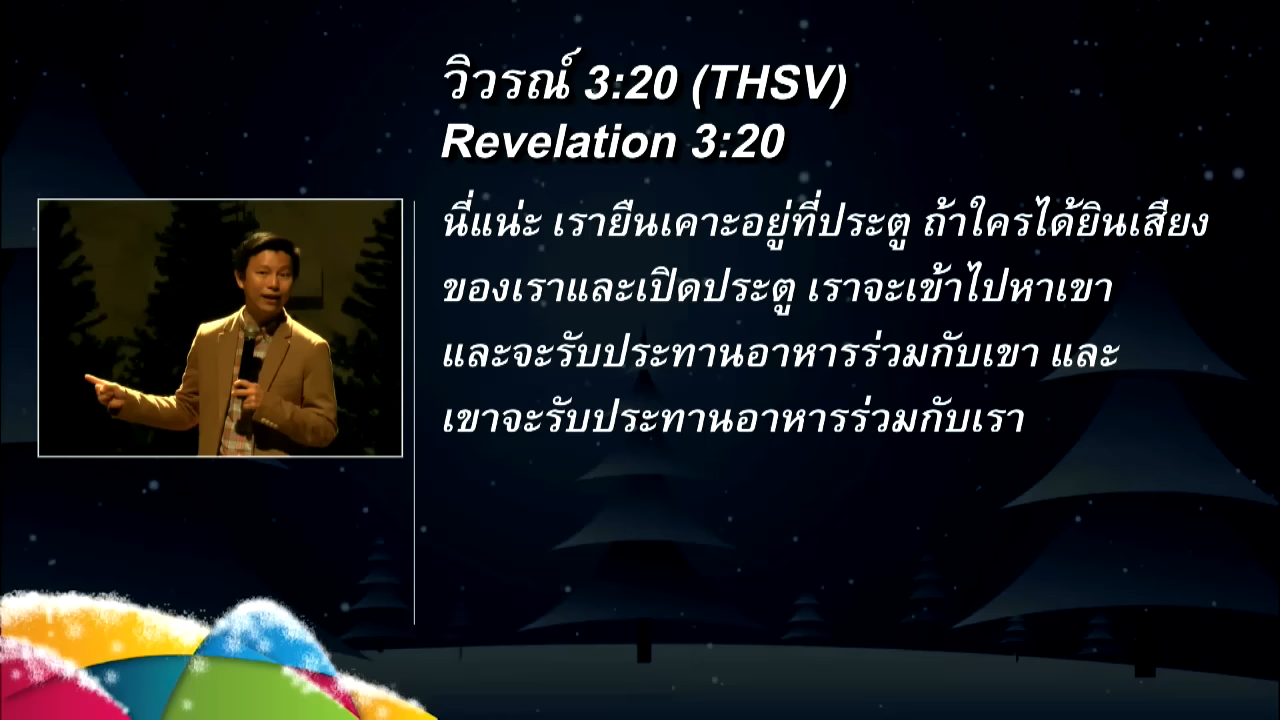 วิวรณ์ 3:20 (THSV)
Revelation 3:20
นี่แน่ะ เรายืนเคาะอยู่ที่ประตู ถ้าใครได้ยินเสียง
ของเราและเปิดประตู เราจะเข้าไปหาเขา
และจะรับประทานอาหารร่วมกับเขา และ
เขาจะรับประทานอาหารร่วมกับเรา